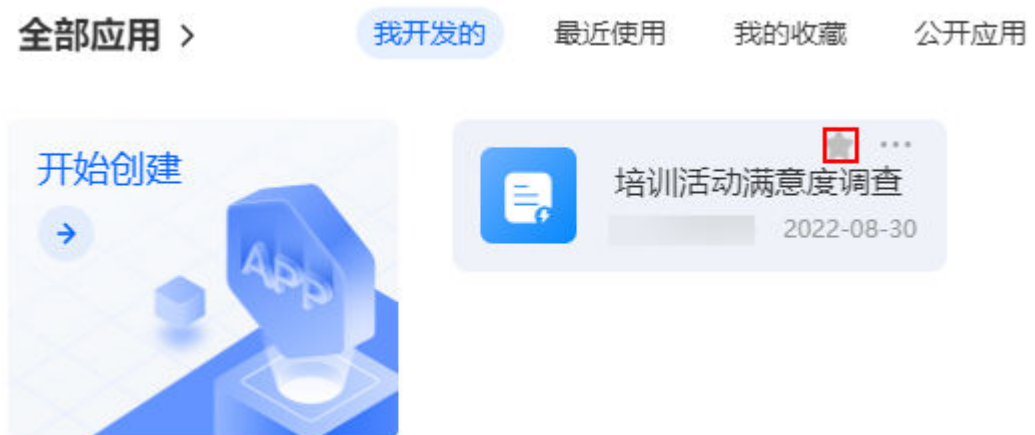 全部应用 >
我开发的 最近使用 我的收藏 公开应用
开始创建
APP
培训活动满意度调查
2022-08-30